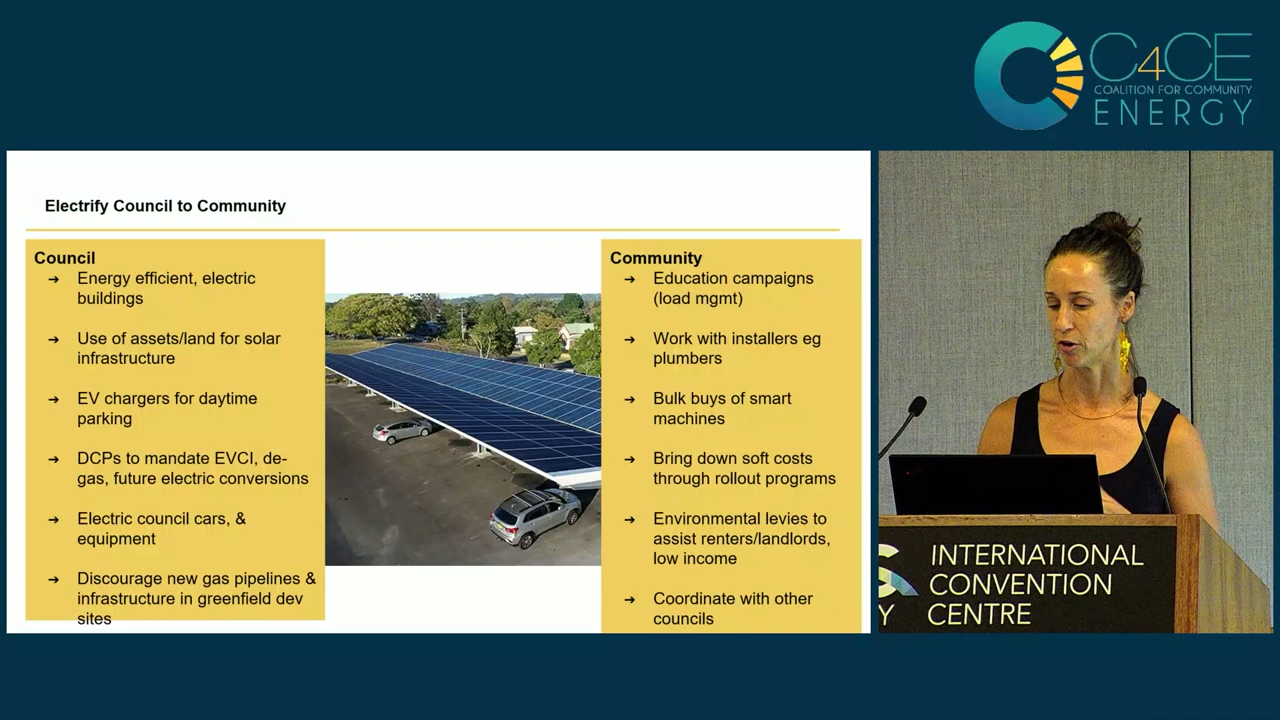 C4CE
COALITION FOR COMMUNITY
ENERGY
Electrify Council to Community
Council
➔ Energy efficient, electric
buildings
➔ Use of assets/land for solar
infrastructure
➔ EV chargers for daytime
parking
➔ DCPs to mandate EVCI, de-
gas, future electric conversions
➔ Electric council cars, &
equipment
➔ Discourage new gas pipelines &
infrastructure in greenfield dev
sites
Community
➔ Education campaigns
(load mgmt)
➔ Work with installers eg
plumbers
➔ Bulk buys of smart
machines
➔ Bring down soft costs
through rollout programs
➔ Environmental levies to
assist renters/landlords,
low income
➔ Coordinate with other
councils
INTERNATIONAL
CONVENTION
CENTRE